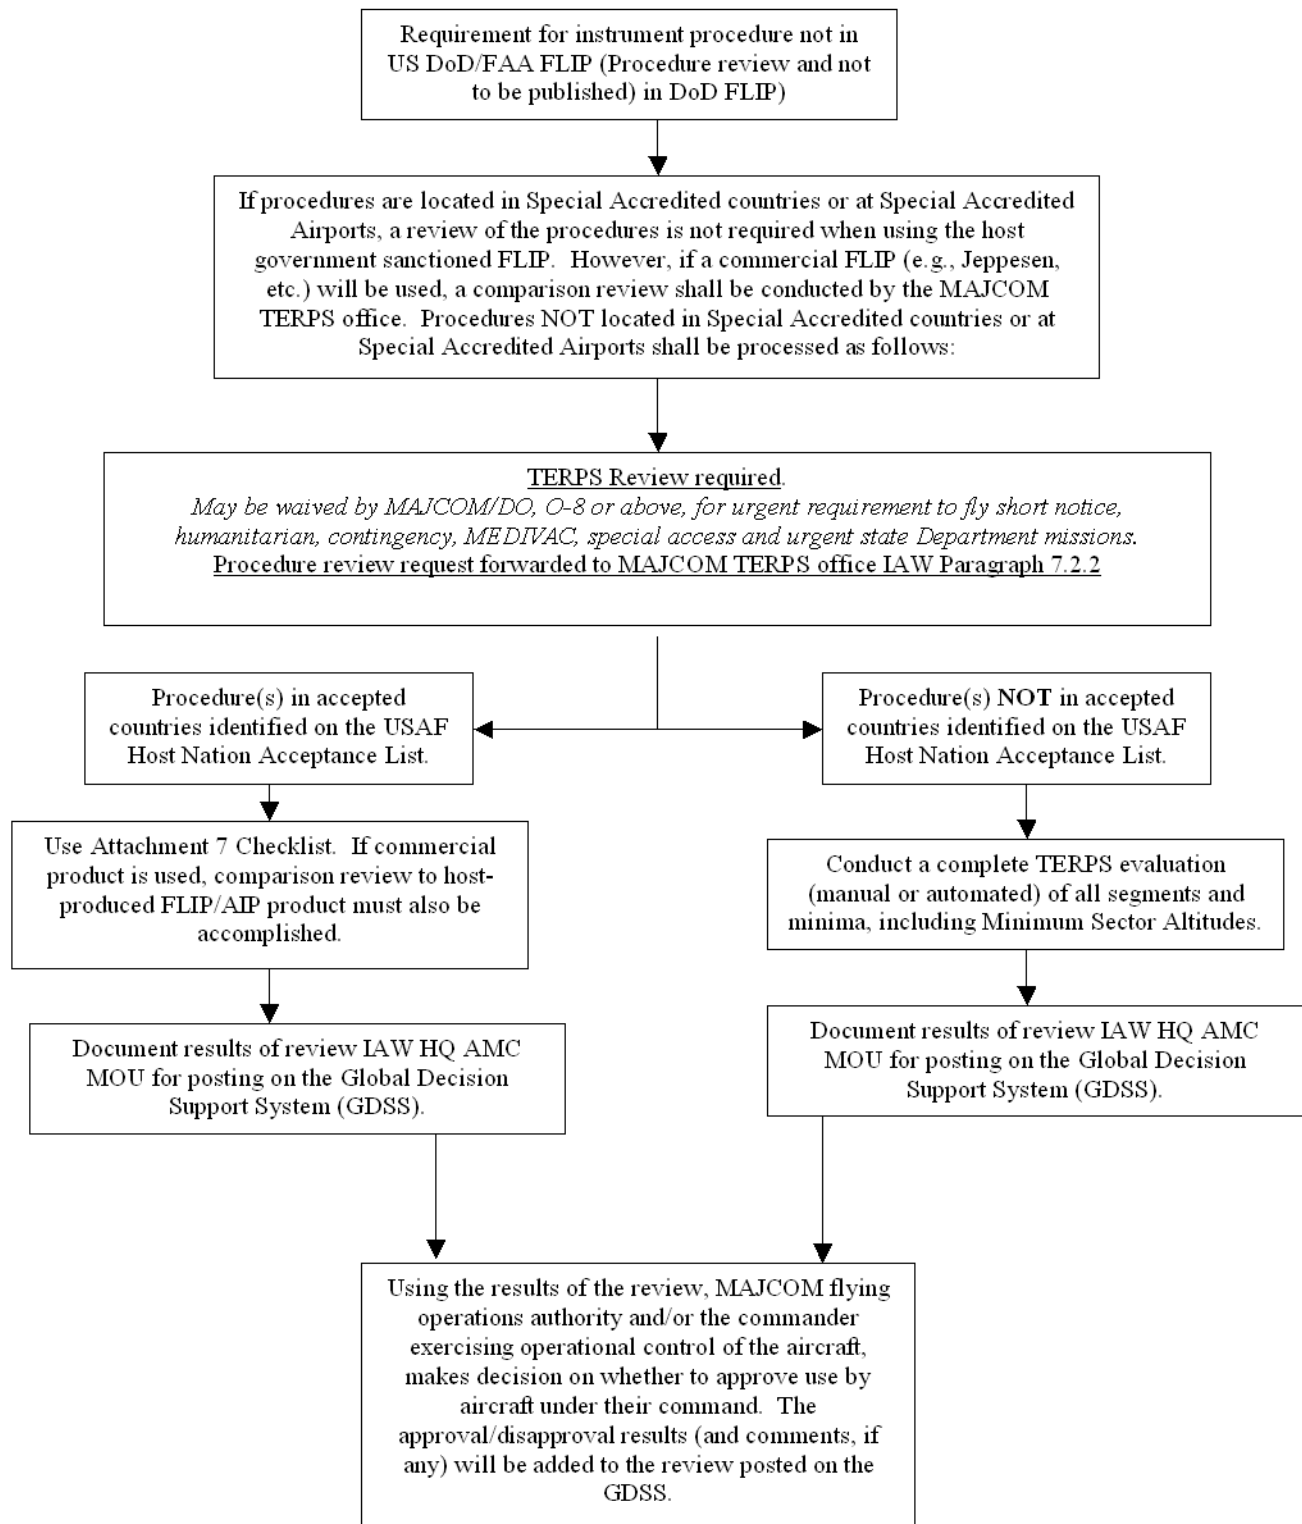 Requirement for instrument procedure not in
US DoD/FAA FLIP (Procedure review and not
to be published) in DoD FLIP)
If procedures are located in Special Accredited countries or at Special Accredited
Airports, a review of the procedures is not required when using the host
government sanctioned FLIP.  However, if a commercial FLIP (e.g., Jeppesen,
etc.) will be used, a comparison review shall be conducted by the MAJCOM
TERPS office.  Procedures NOT located in Special Accredited countries or at
Special Accredited Airports shall be processed as follows:
TERPS Review required.
May be waived by MAJCOM/DO, O-8 or above, for urgent requirement to fly short notice,
humanitarian, contingency, MEDIVAC, special access and urgent state Department missions.
Procedure review request forwarded to MAJCOM TERPS office IAW Paragraph 7.2.2
Procedure(s) in accepted
countries identified on the USAF
Host Nation Acceptance List.
Procedure(s) NOT in accepted
countries identified on the USAF
Host Nation Acceptance List.
Use Attachment 7 Checklist.  If commercial
product is used, comparison review to host-
produced FLIP/AIP product must also be
accomplished.
Conduct a complete TERPS evaluation
(manual or automated) of all segments and
minima, including Minimum Sector Altitudes.
Document results of review IAW HQ AMC
MOU for posting on the Global Decision
Support System (GDSS).
Document results of review IAW HQ AMC
MOU for posting on the Global Decision
Support System (GDSS).
Using the results of the review, MAJCOM flying
operations authority and/or the commander
exercising operational control of the aircraft,
makes decision on whether to approve use by
aircraft under their command.  The
approval/disapproval results (and comments, if
any) will be added to the review posted on the
GDSS.